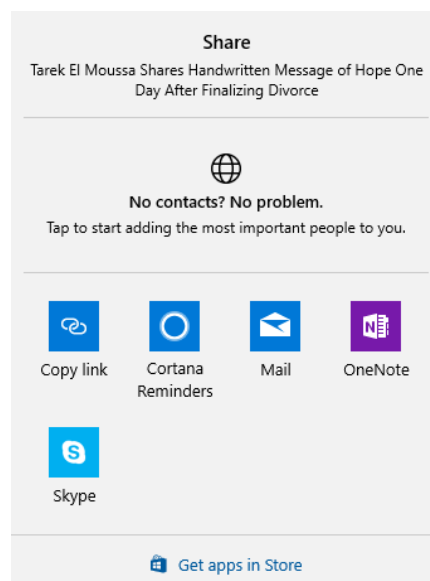 Share
Tarek El Moussa Shares Handwritten Message of Hope One
Day After Finalizing Divorce
No contacts? No problem.
Tap to start adding the most important people to you.
Copy link
Cortana
Reminders
Mail
OneNote
Skype
Get apps in Store